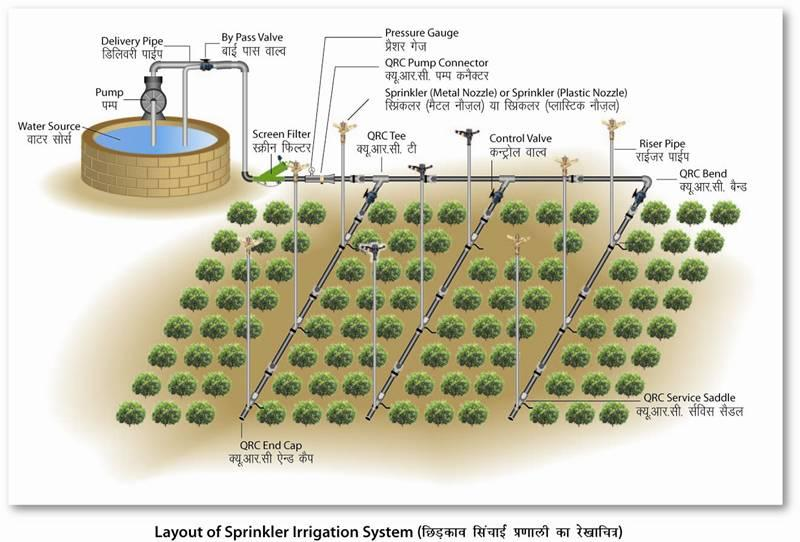 Delivery Pipe
डिलिवरी पाईप
By Pass Valve
बाई पास वाल्व
Pressure Gauge
प्रैशर गेज
QRC Pump Connector
क्यू.आर.सी. पम्प कनैक्टर
Pump
पम्प
Sprinkler (Metal Nozzle) or Sprinkler (Plastic Nozzle)
स्प्रिंकलर (मैटल नौज़ल) या स्प्रिंकलर (प्लास्टिक नौज़ल)
Water Source
वाटर सोर्स
Screen Filter
स्क्रीन फिल्टर
QRC Tee
क्यू.आर.सी. टी
Control Valve
कन्ट्रोल वाल्व
Riser Pipe
राईजर पाईप
QRC Bend
क्यू.आर.सी. बैन्ड
QRC Service Saddle
क्यू.आर.सी. र्सविस सैडल
QRC End Cap
क्यू.आर.सी ऐन्ड कैप
Layout of Sprinkler Irrigation System (छिड़काव सिंचाई प्रणाली का रेखाचित्र)